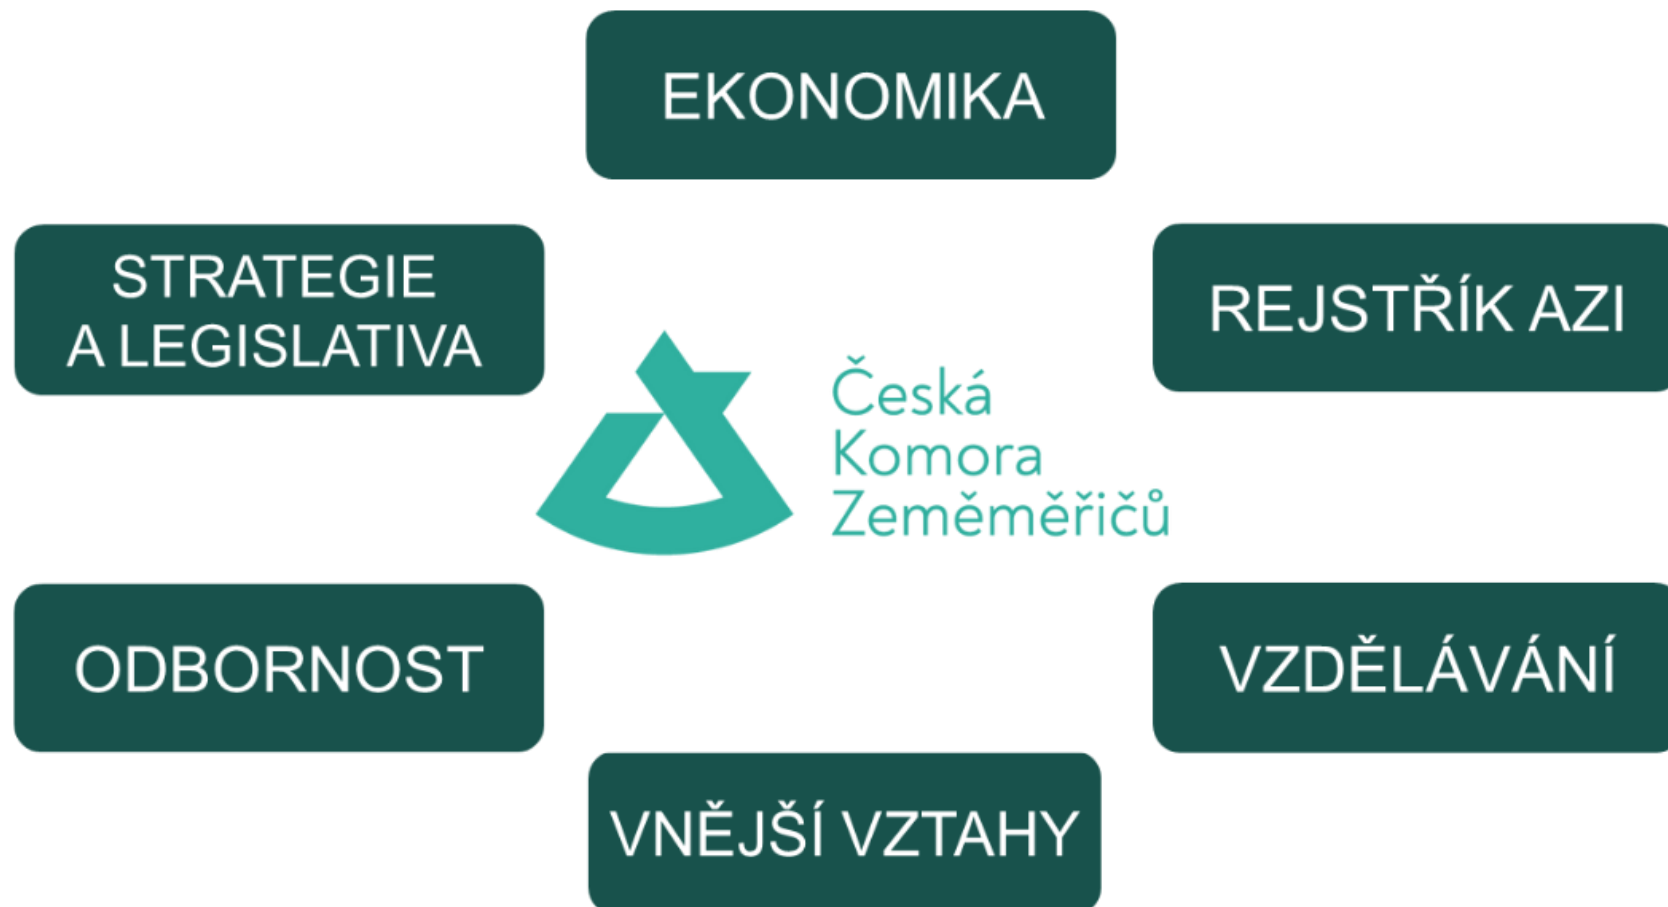 EKONOMIKA
STRATEGIE
A LEGISLATIVA
REJSTŘÍK AZI
Česká
Komora
Zeměměřičů
ODBORNOST
VZDĚLÁVÁNÍ
VNĚJŠÍ VZTAHY